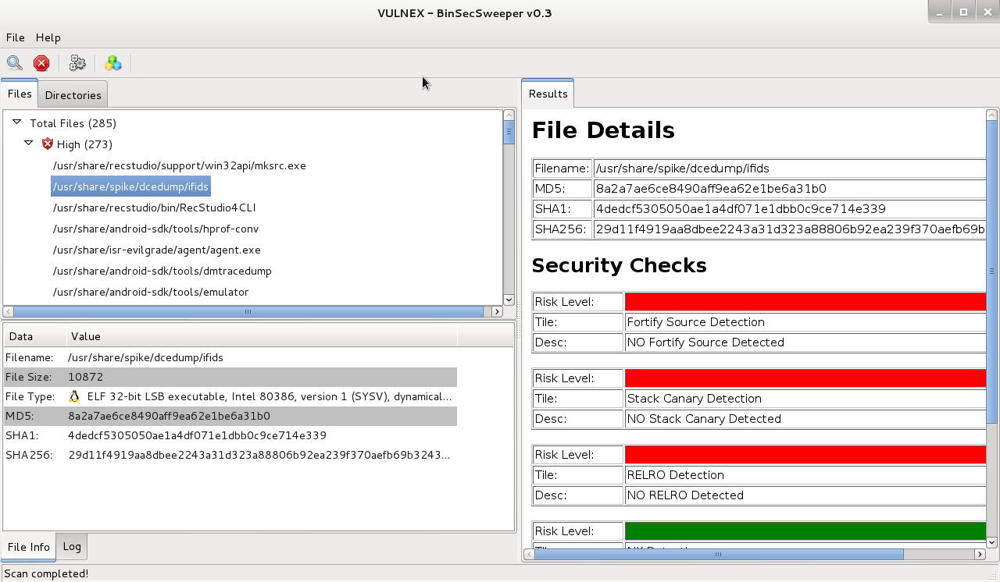 VULNEX - BinSecSweeper v0.3
File Help
Files Directories
Total Files (285)
High (273)
/usr/share/recstudio/support/win32api/mksrc.exe
/usr/share/spike/dcedump/ifids
/usr/share/recstudio/bin/RecStudio4CLI
/usr/share/android-sdk/tools/hprof-conv
/usr/share/isr-evilgrade/agent/agent.exe
/usr/share/android-sdk/tools/dmtracedump
/usr/share/android-sdk/tools/emulator
Data Value
Filename: /usr/share/spike/dcedump/ifids
File Size: 10872
File Type: ELF 32-bit LSB executable, Intel 80386, version 1 (SYSV), dynamical...
MD5: 8a2a7ae6ce8490aff9ea62e1be6a31b0
SHA1: 4dedcf5305050ae1a4df071e1dbb0c9ce714e339
SHA256: 29d11f4919aa8dbee2243a31d323a88806b92ea239f370aefb69b3243...
File Info Log
Scan completed!
Results
File Details
Filename: /usr/share/spike/dcedump/ifids
MD5: 8a2a7ae6ce8490aff9ea62e1be6a31b0
SHA1: 4dedcf5305050ae1a4df071e1dbb0c9ce714e339
SHA256: 29d11f4919aa8dbee2243a31d323a88806b92ea239f370aefb69b
Security Checks
Risk Level:
Tile: Fortify Source Detection
Desc: NO Fortify Source Detected
Risk Level:
Tile: Stack Canary Detection
Desc: NO Stack Canary Detected
Risk Level:
Tile: RELRO Detection
Desc: NO RELRO Detected
Risk Level: